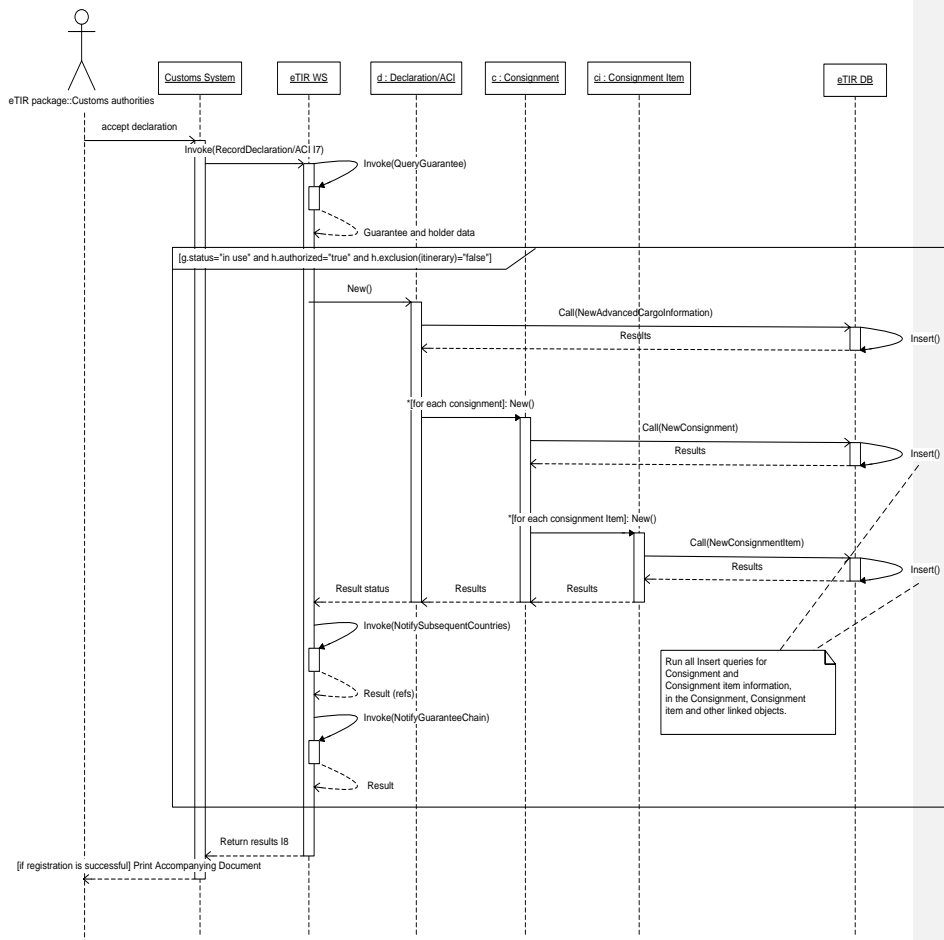 Customs System
eTIR WS
d : Declaration/ACI
c : Consignment
ci : Consignment Item
eTIR DB
eTIR package::Customs authorities
accept declaration
Invoke(RecordDeclaration/ACI I7)
Invoke(QueryGuarantee)
Guarantee and holder data
[g.status="in use" and h.authorized="true" and h.exclusion(itinerary)="false"]
New()
Call(NewAdvancedCargoInformation)
Results
Insert()
*[for each consignment]: New()
Call(NewConsignment)
Results
Insert()
*[for each consignment Item]: New()
Call(NewConsignmentItem)
Results
Insert()
Result status
Results
Results
Invoke(NotifySubsequentCountries)
Result (refs)
Run all Insert queries for
Consignment and
Consignment item information,
in the Consignment, Consignment
item and other linked objects.
Invoke(NotifyGuaranteeChain)
Result
Return results I8
[if registration is successful] Print Accompanying Document